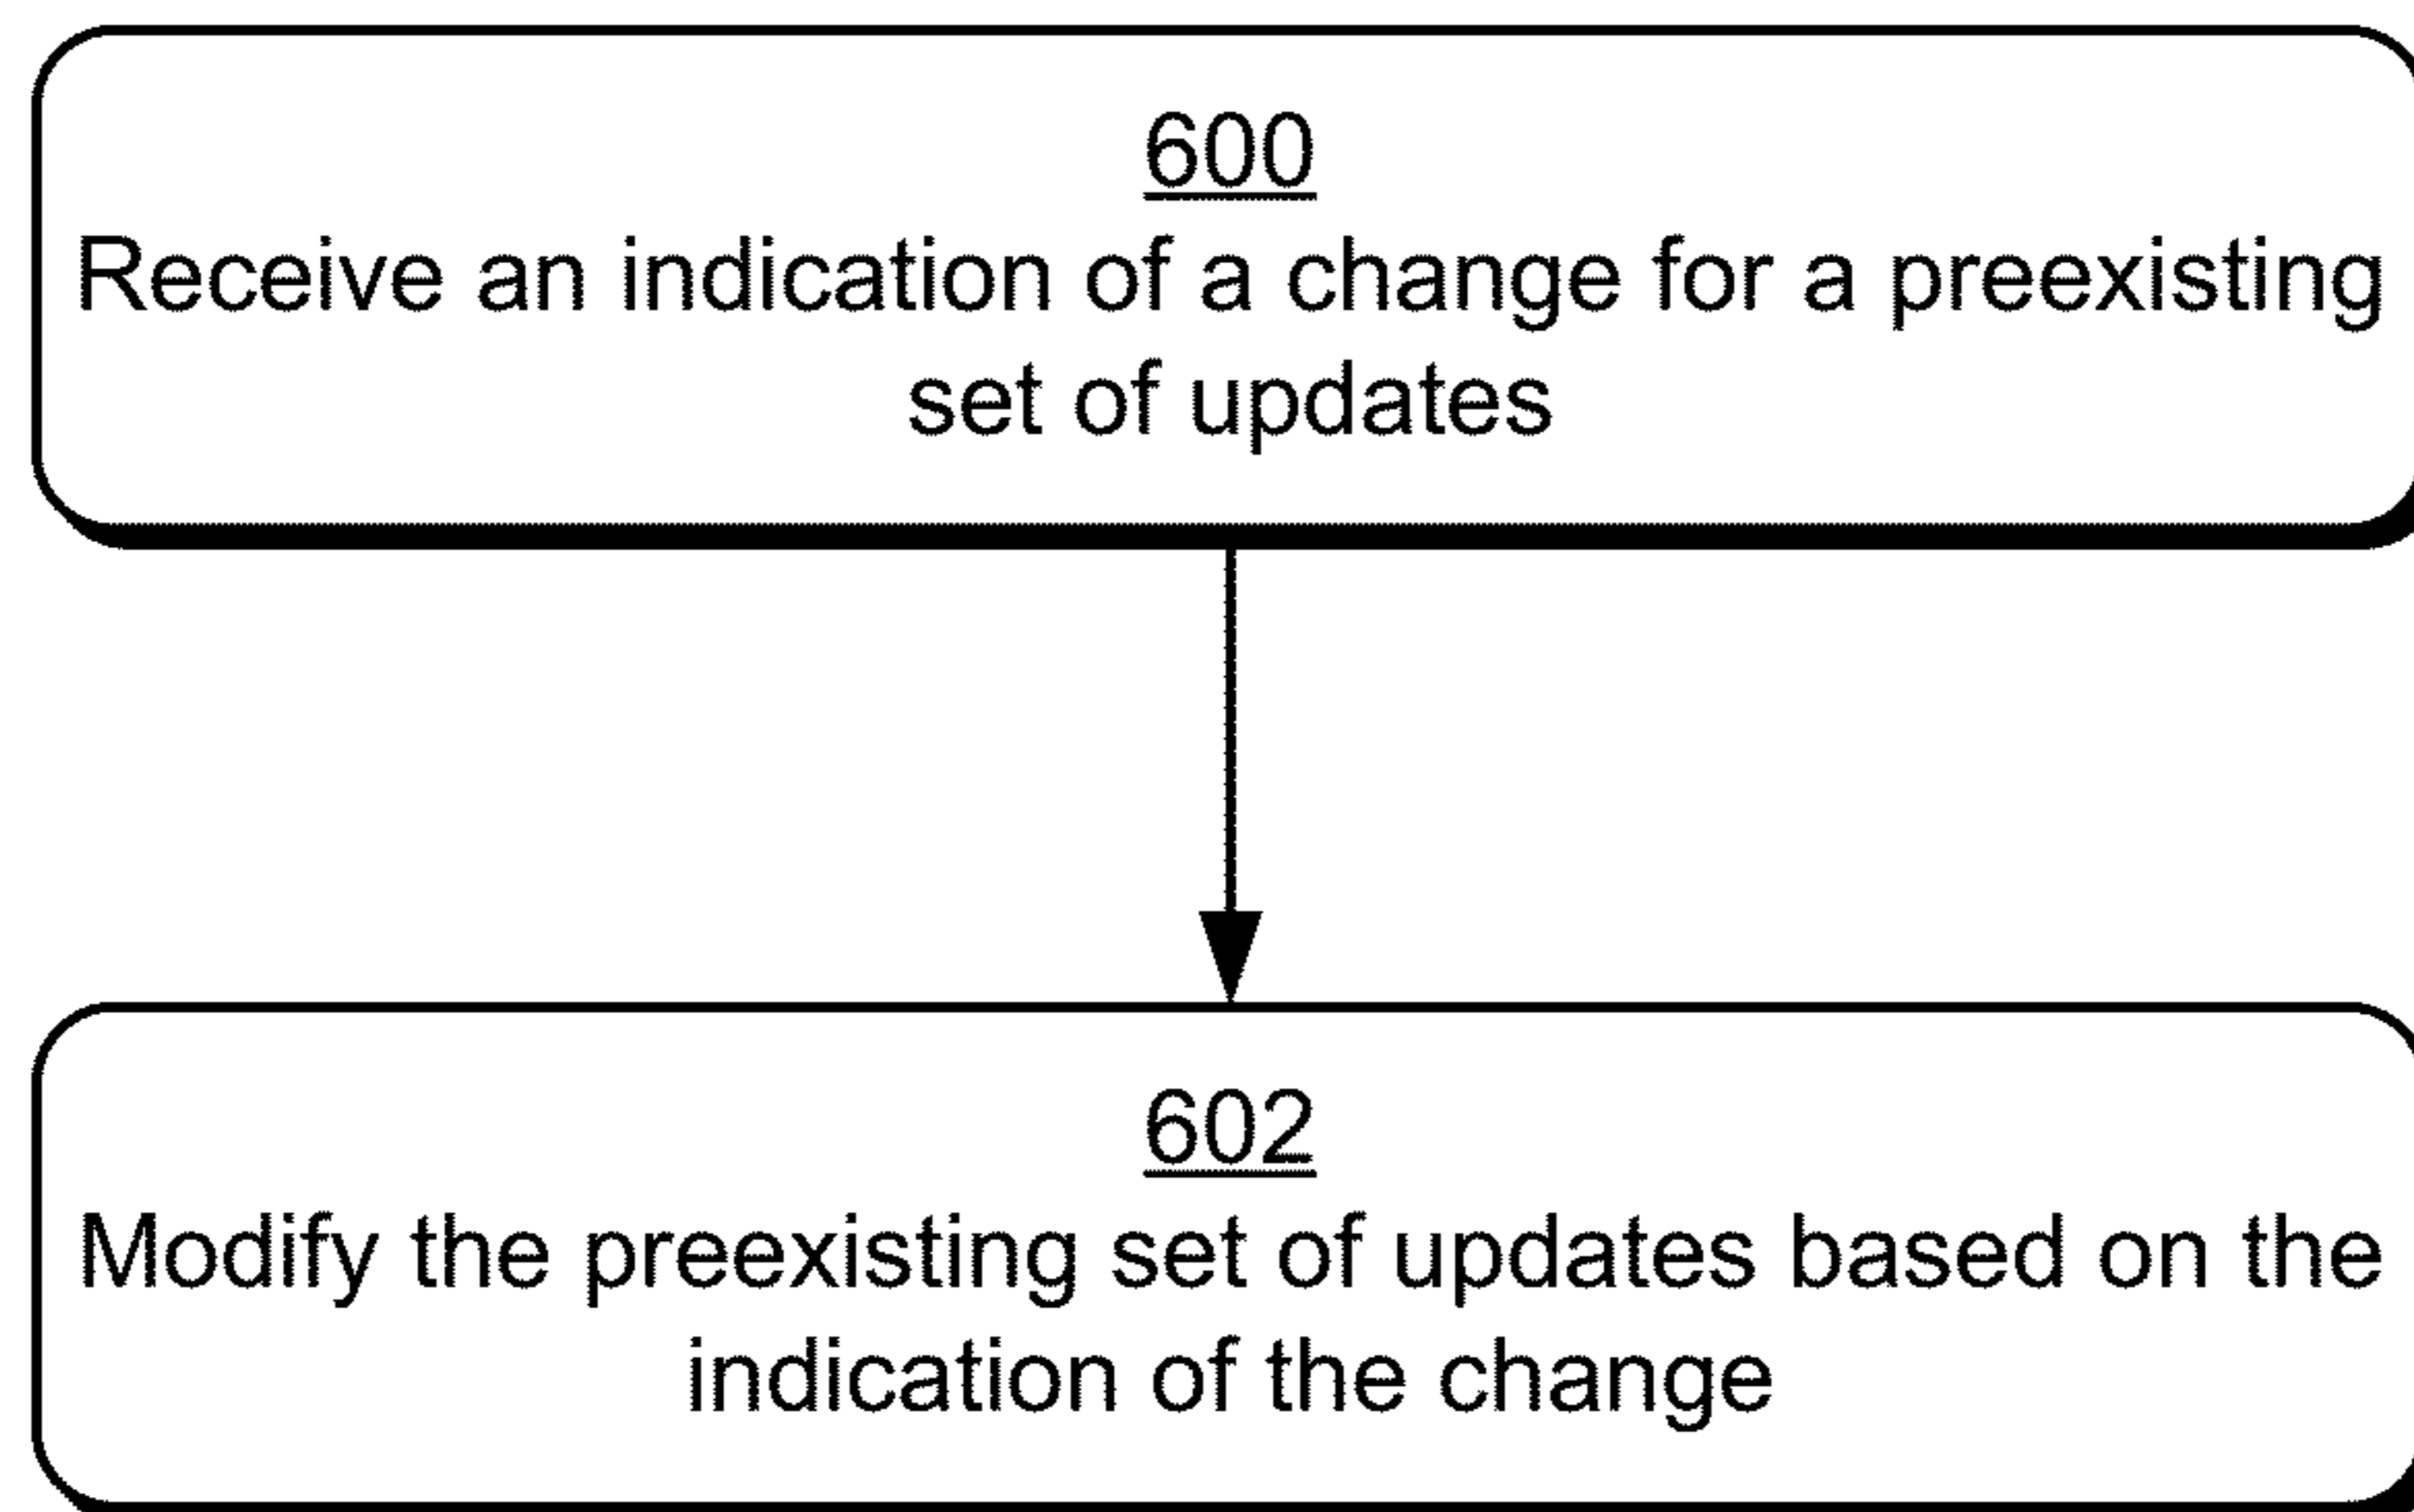 600
Receive an indication of a change for a preexisting
set of updates
602
Modify the preexisting set of updates based on the
indication of the change